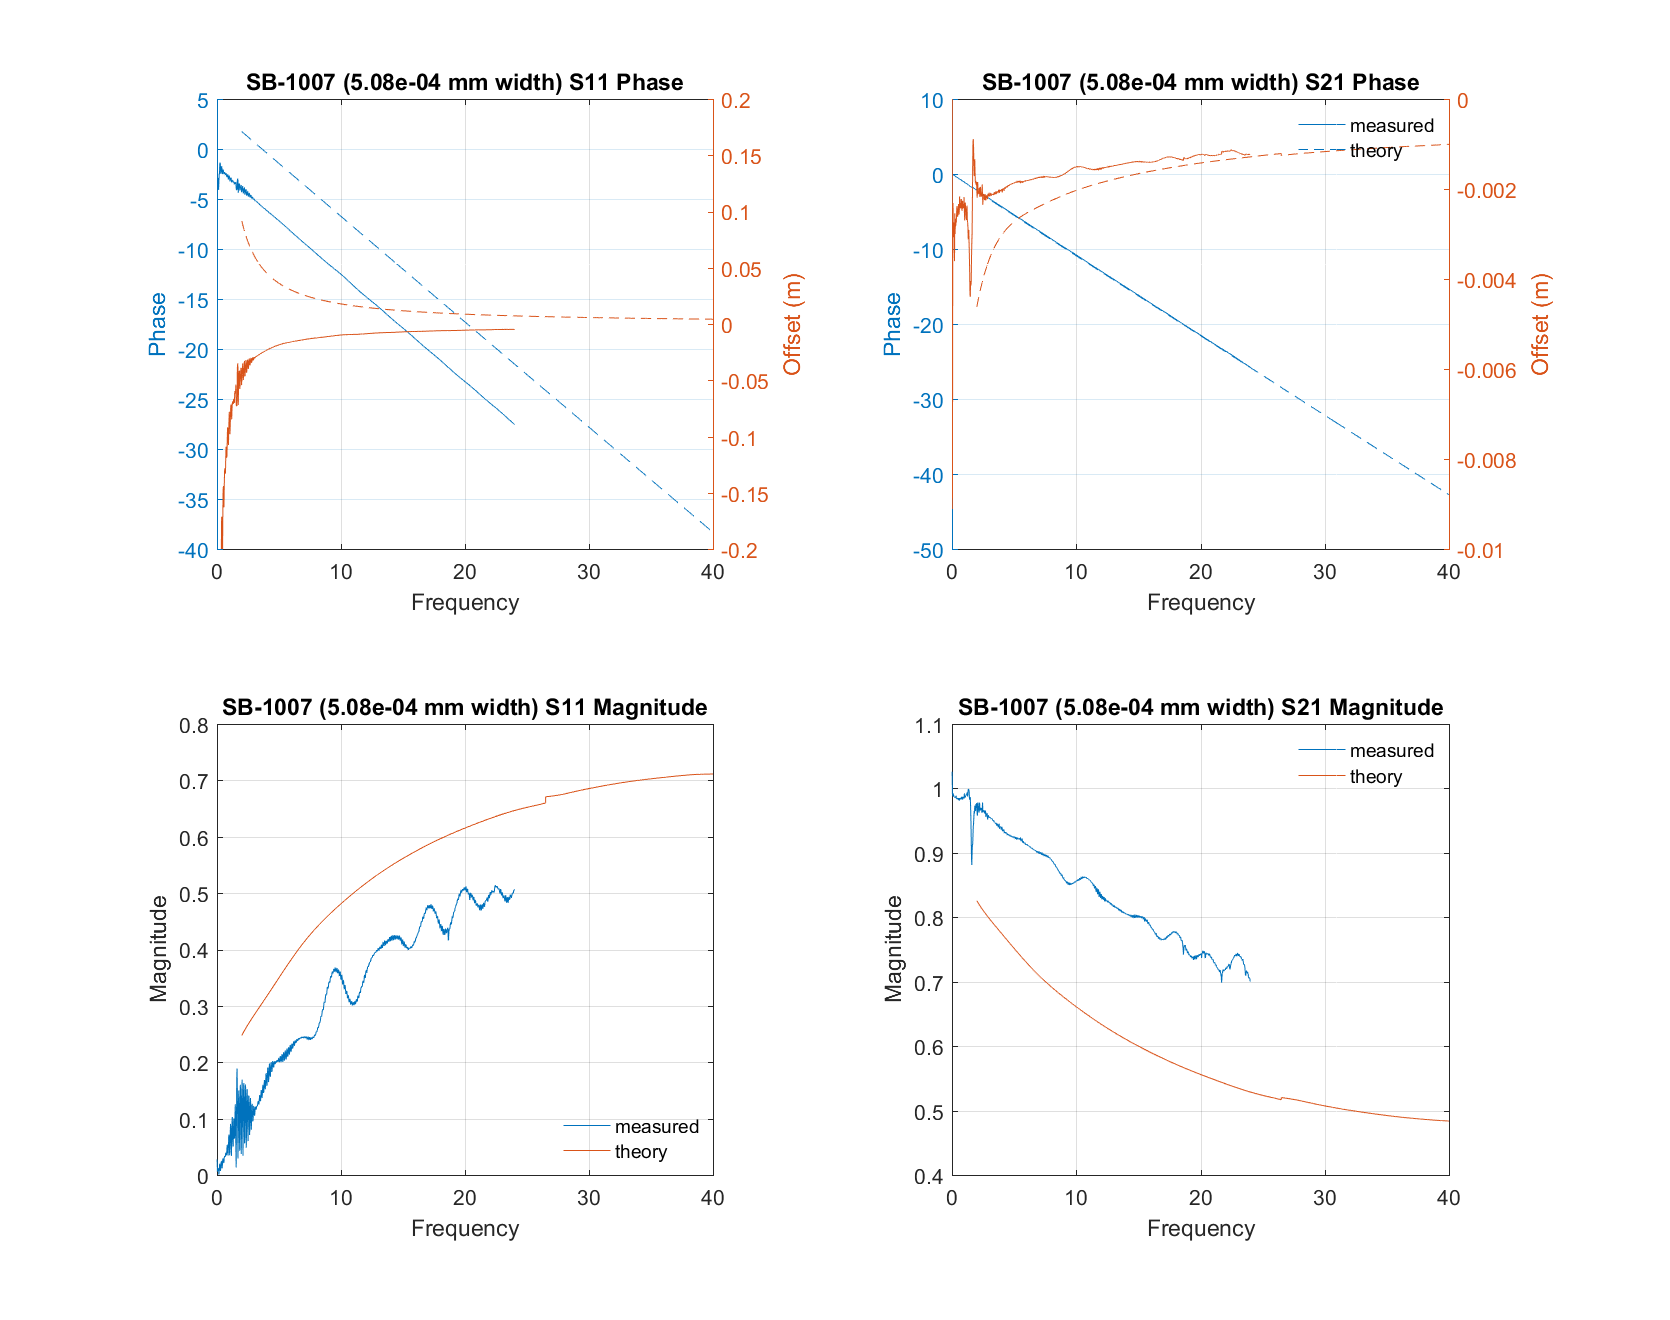 SB-1007 (5.08e-04 mm width) S11 Phase
5
0
-5
-10
-15
-20
-25
-30
-35
-40
Phase
0.2
0.15
0.1
0.05
0
-0.05
-0.1
-0.15
-0.2
Offset (m)
0 10 20 30 40
Frequency
SB-1007 (5.08e-04 mm width) S21 Phase
10
0
-10
-20
-30
-40
-50
Phase
measured
theory
0
-0.002
-0.004
-0.006
-0.008
-0.01
Offset (m)
0 10 20 30 40
Frequency
SB-1007 (5.08e-04 mm width) S11 Magnitude
0.8
0.7
0.6
0.5
0.4
0.3
0.2
0.1
0
Magnitude
measured
theory
0 10 20 30 40
Frequency
SB-1007 (5.08e-04 mm width) S21 Magnitude
1.1
1
0.9
0.8
0.7
0.6
0.5
0.4
Magnitude
measured
theory
0 10 20 30 40
Frequency